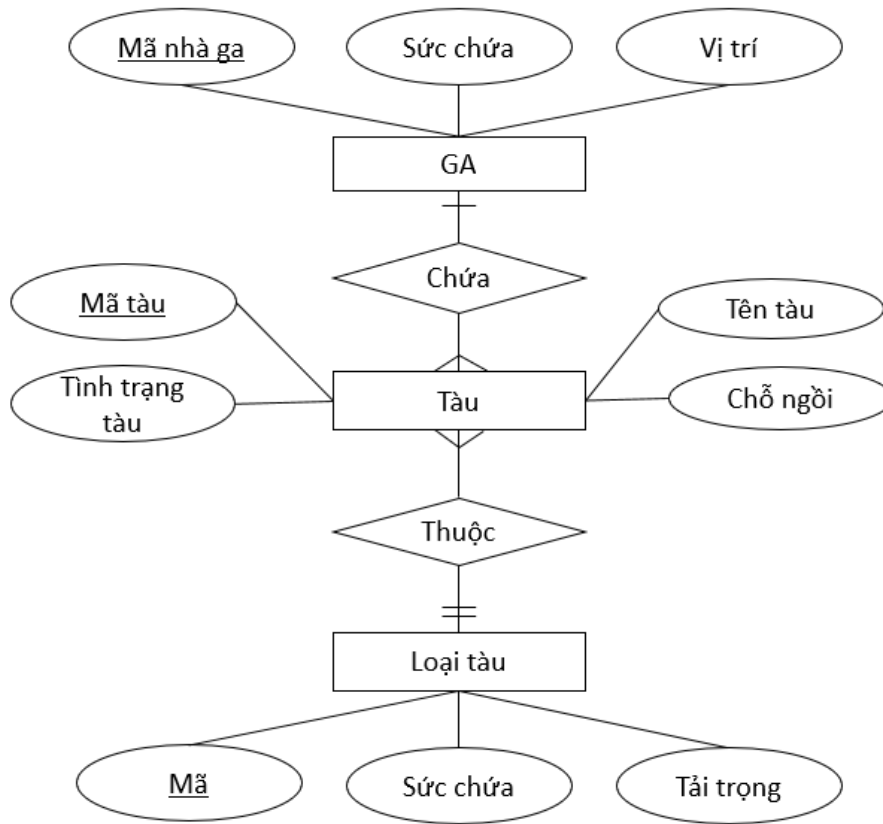 Mã nhà ga
Sức chứa
Vị trí
GA
Chứa
Mã tàu
Tên tàu
Tình trạng
tàu
Tàu
Chỗ ngồi
Thuộc
Loại tàu
Mã
Sức chứa
Tải trọng